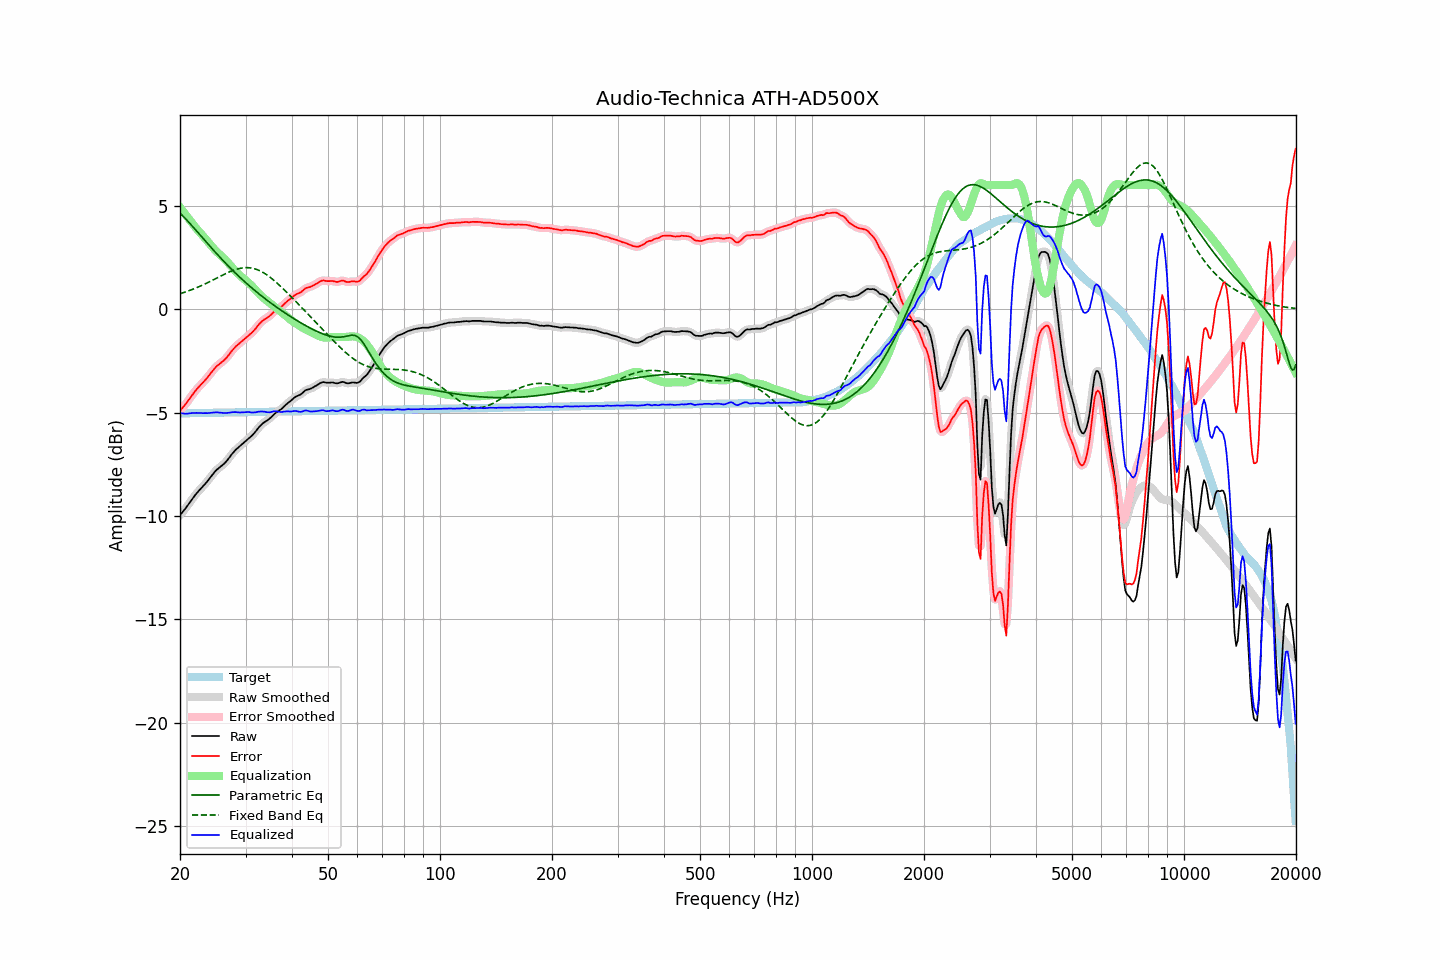 Audio-Technica ATH-AD500X
Amplitude (dBr)
5
0
−5
−10
−15
−20
−25
Target
Raw Smoothed
Error Smoothed
Raw
Error
Equalization
Parametric Eq
Fixed Band Eq
Equalized
20 50 100 200 500 1000 2000 5000 10000 20000
Frequency (Hz)